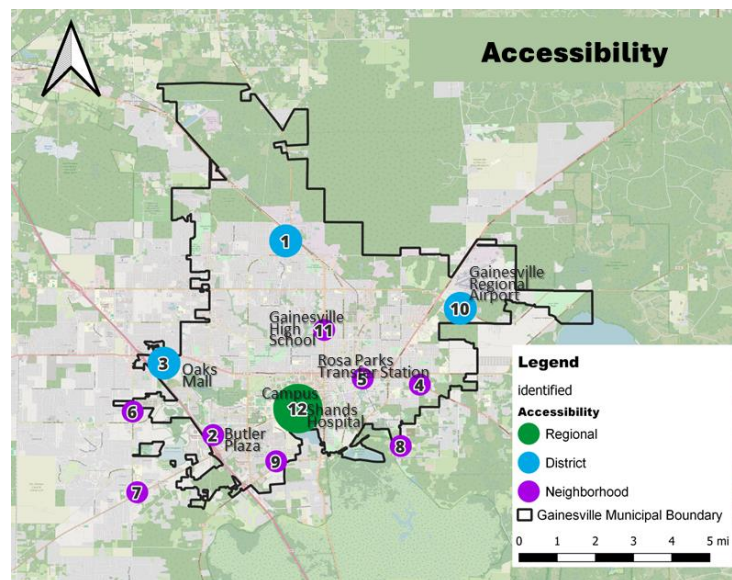 Accessibility
1
Gainesville
Regional
Airport
10
Gainesville
High
School
11
3
Oaks
Mall
Rosa Parks
Transfer Station
5
4
Campus
12
Shands
Hospital
6
2
Butler
Plaza
9
8
7
Legend
identified
Accessibility
Regional
District
Neighborhood
Gainesville Municipal Boundary
0 1 2 3 4 5 mi